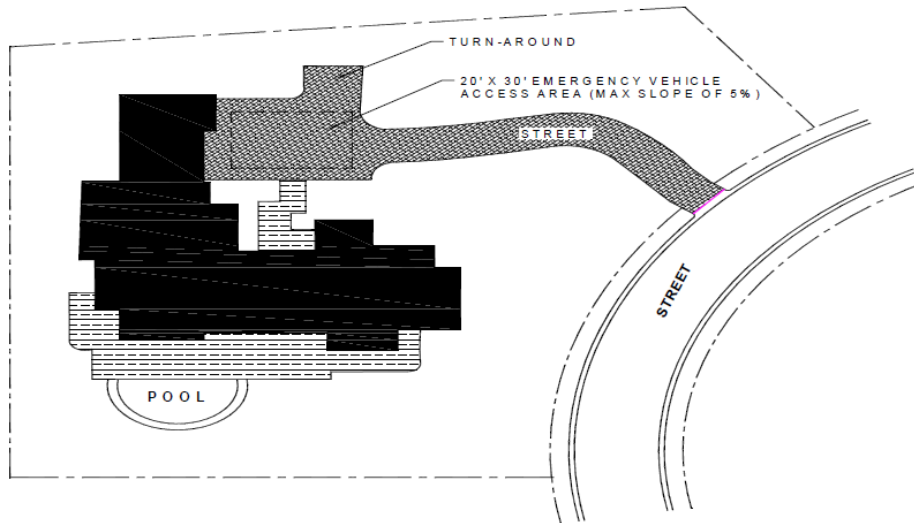 TURN-AROUND
20' X 30' EMERGENCY VEHICLE
ACCESS AREA (MAX SLOPE OF 5%)
STREET
STREET
POOL